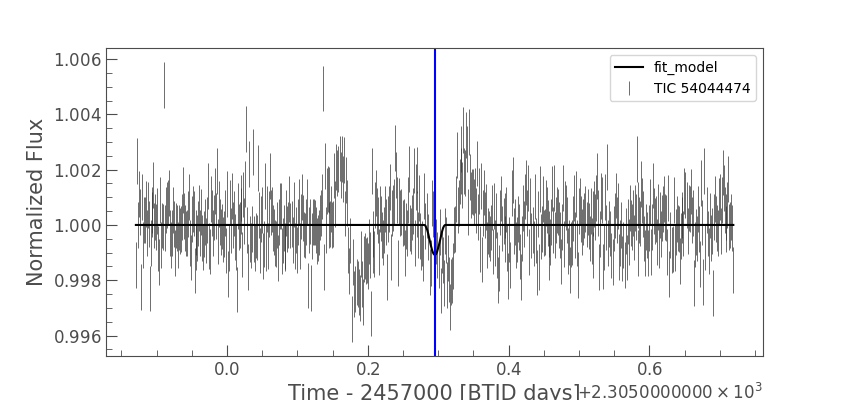 1.006
1.004
1.002
1.000
0.998
0.996
Normalized Flux
fit_model
TIC 54044474
0.0 0.2 0.4 0.6
Time - 2457000 [BTJD days]
+2.3050000000 × 10³